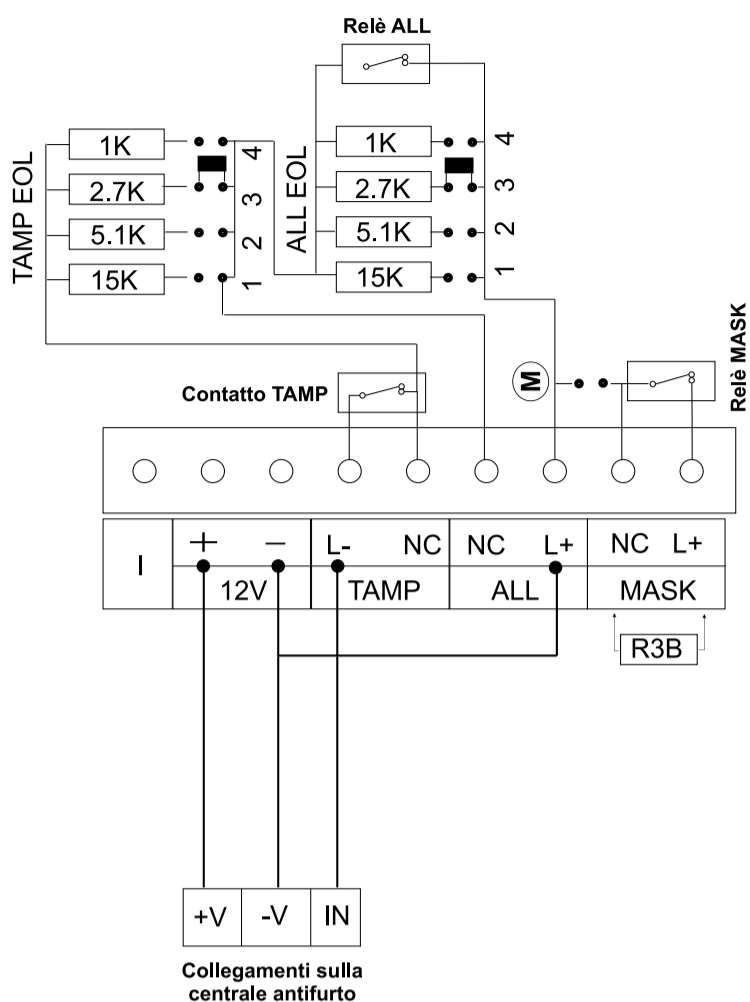 Relè ALL
TAMP EOL
1K
2.7K
5.1K
15K
4
3
2
1
ALL EOL
1K
2.7K
5.1K
15K
4
3
2
1
Contatto TAMP
M
Relè MASK
I
+ − L- NC NC L+ NC L+
12V TAMP ALL MASK
R3B
+V -V IN
Collegamenti sulla
centrale antifurto